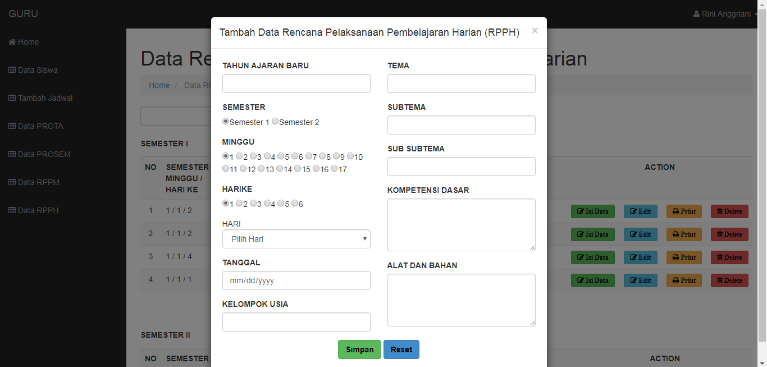 GURU
Rini Anggriani
Home
Data Siswa
Tambah Jadwal
Data PROTA
Data PROSEM
Data RPPM
Data RPPH
Data Re
arian
Home / Data R
SEMESTER I
NO SEMESTER MINGGU / HARI KE ACTION
1 1 / 1 / 2 Isi Data Edit Print Delete
2 1 / 1 / 2 Isi Data Edit Print Delete
3 1 / 1 / 4 Isi Data Edit Print Delete
4 1 / 1 / 1 Isi Data Edit Print Delete
SEMESTER II
NO SEMESTER ACTION
Tambah Data Rencana Pelaksanaan Pembelajaran Harian (RPPH) ×
TAHUN AJARAN BARU
SEMESTER
Semester 1 Semester 2
MINGGU
1 2 3 4 5 6 7 8 9 10
11 12 13 14 15 16 17
HARIKE
1 2 3 4 5 6
HARI
Pilih Hari
TANGGAL
mm/dd/yyyy
KELOMPOK USIA
TEMA
SUBTEMA
SUB SUBTEMA
KOMPETENSI DASAR
ALAT DAN BAHAN
Simpan Reset